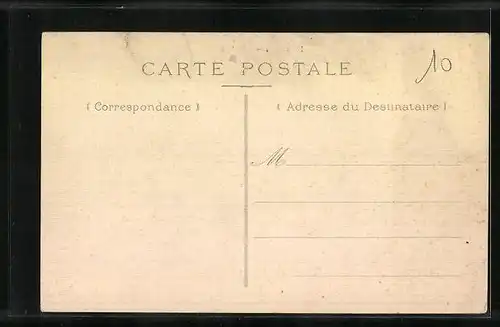 CARTE POSTALE
10
( Correspondance )
( Adresse du Destinataire )
M